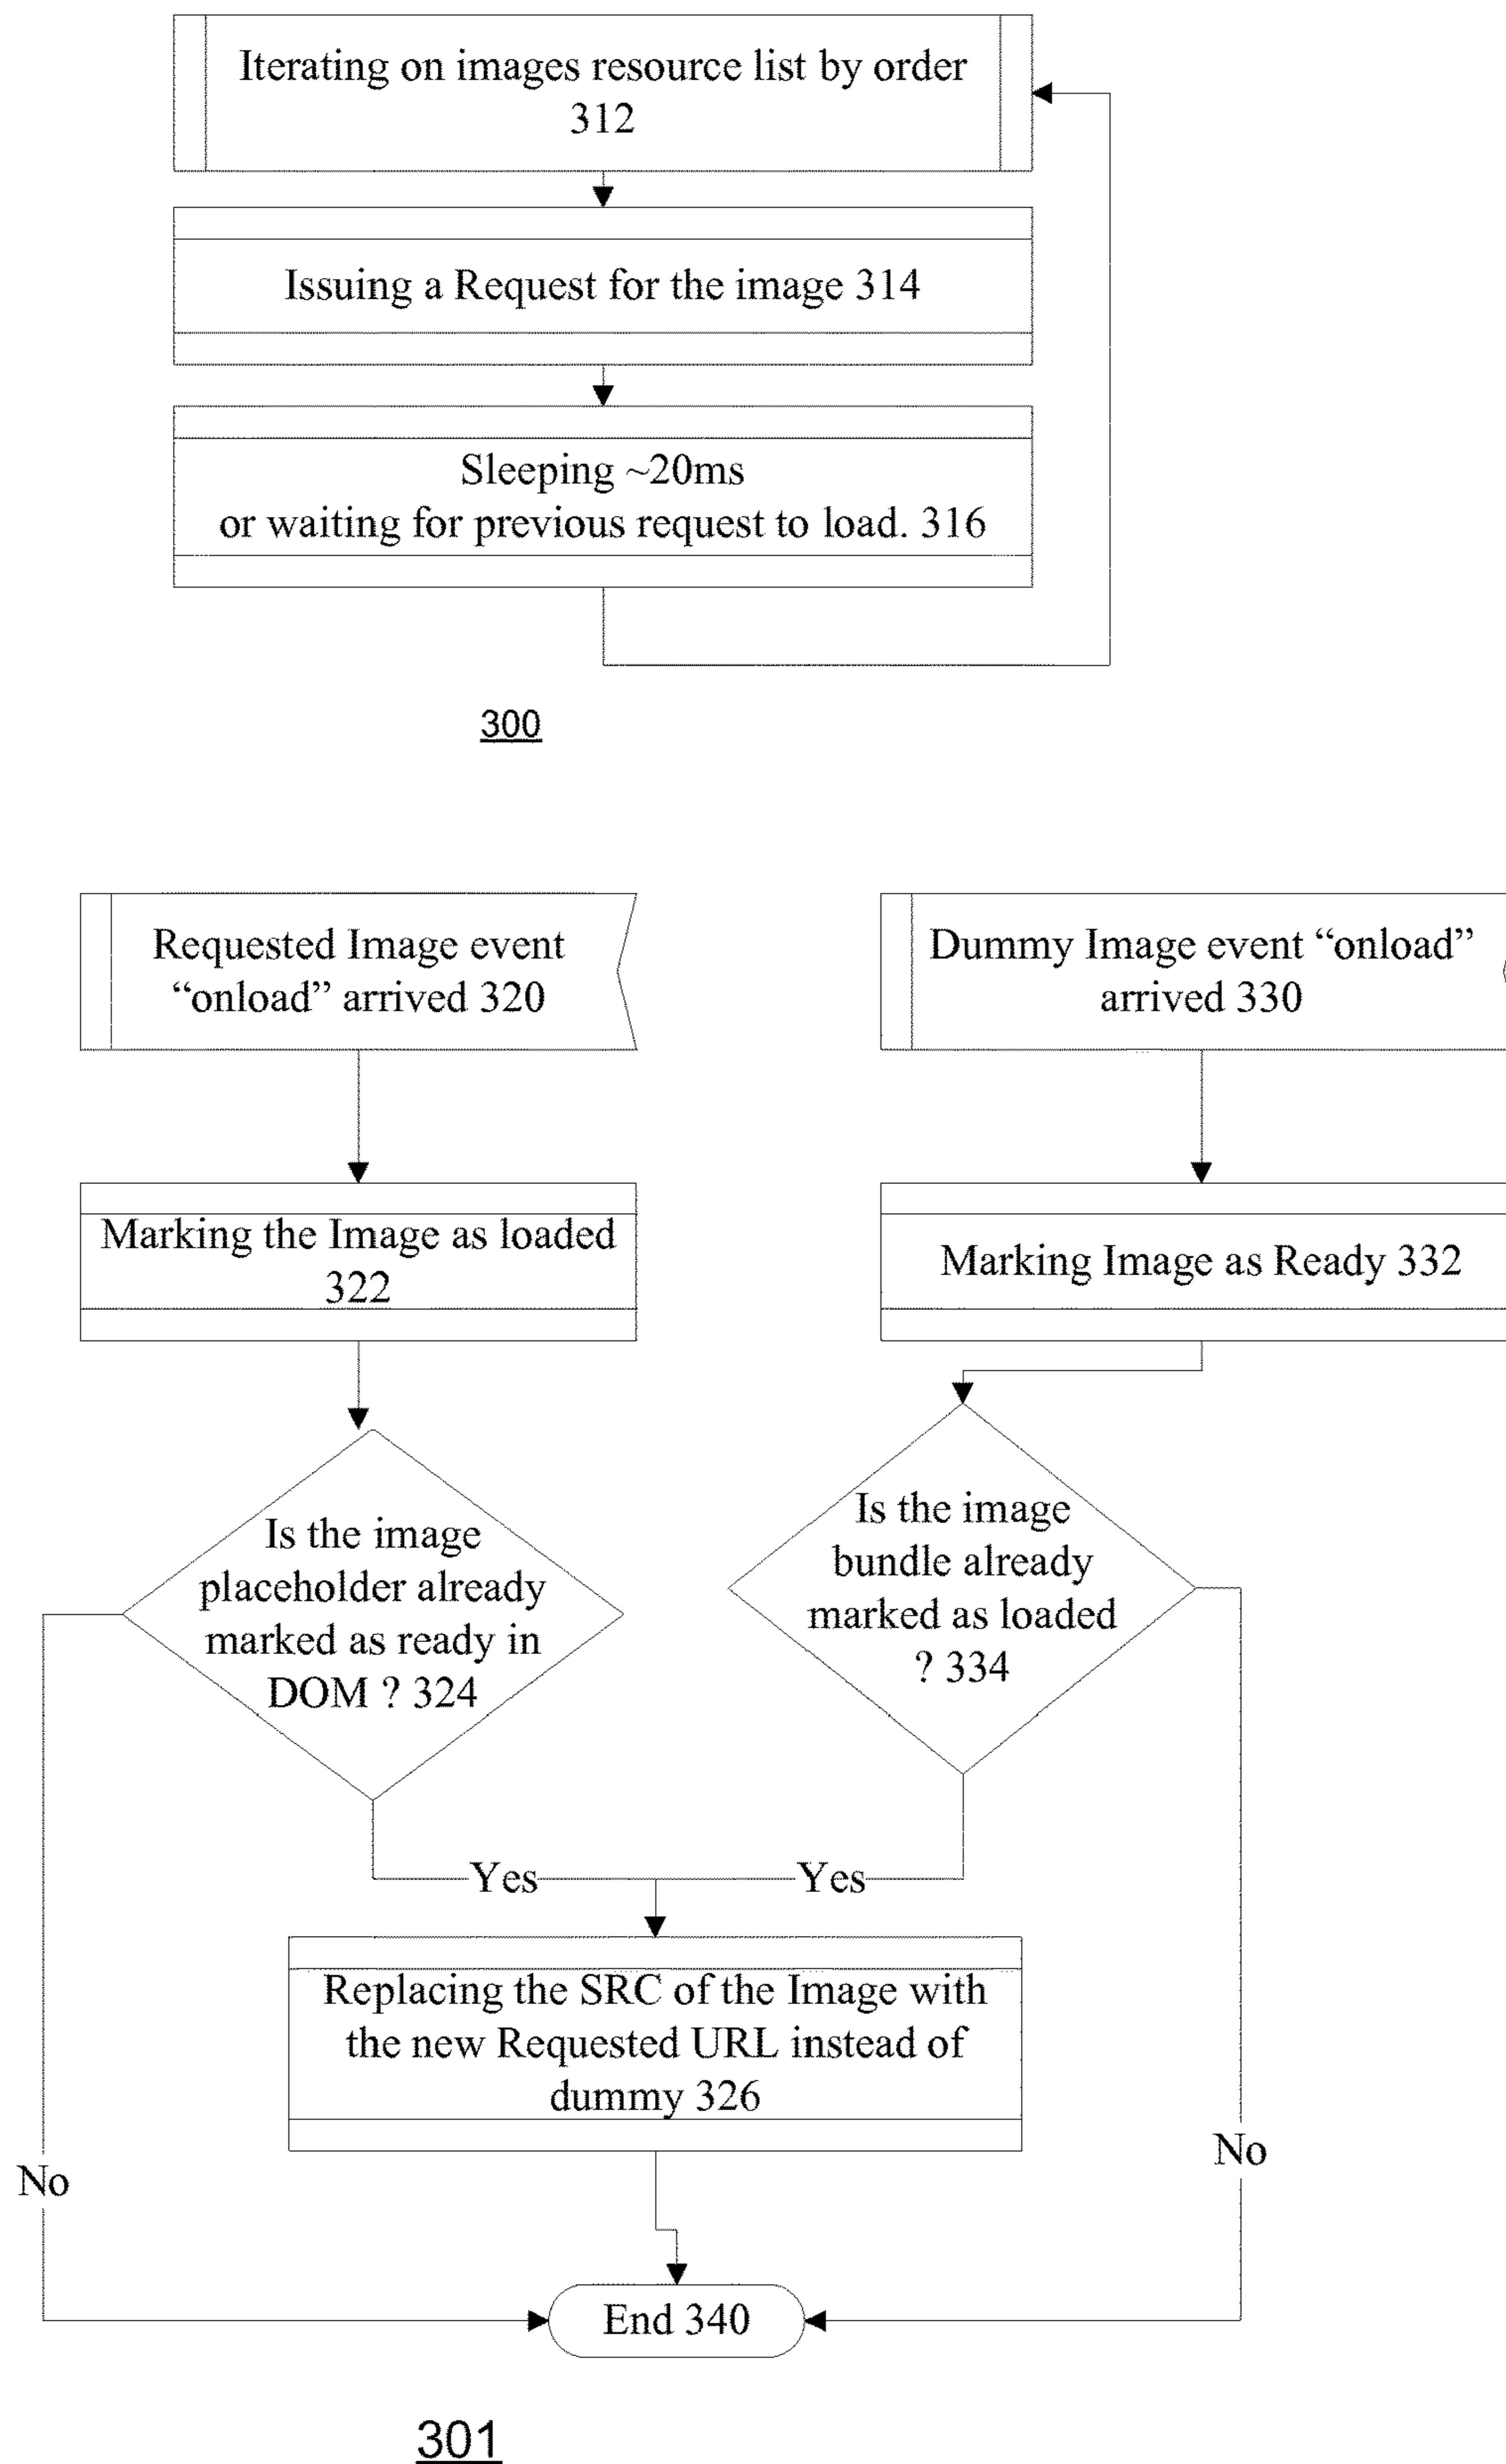 Iterating on images resource list by order
312
Issuing a Request for the image 314
Sleeping ~20ms
or waiting for previous request to load. 316
300
Requested Image event
“onload” arrived 320
Dummy Image event “onload”
arrived 330
Marking the Image as loaded
322
Marking Image as Ready 332
Is the image
placeholder already
marked as ready in
DOM ? 324
Is the image
bundle already
marked as loaded
? 334
Yes
Yes
Replacing the SRC of the Image with
the new Requested URL instead of
dummy 326
No
No
End 340
301